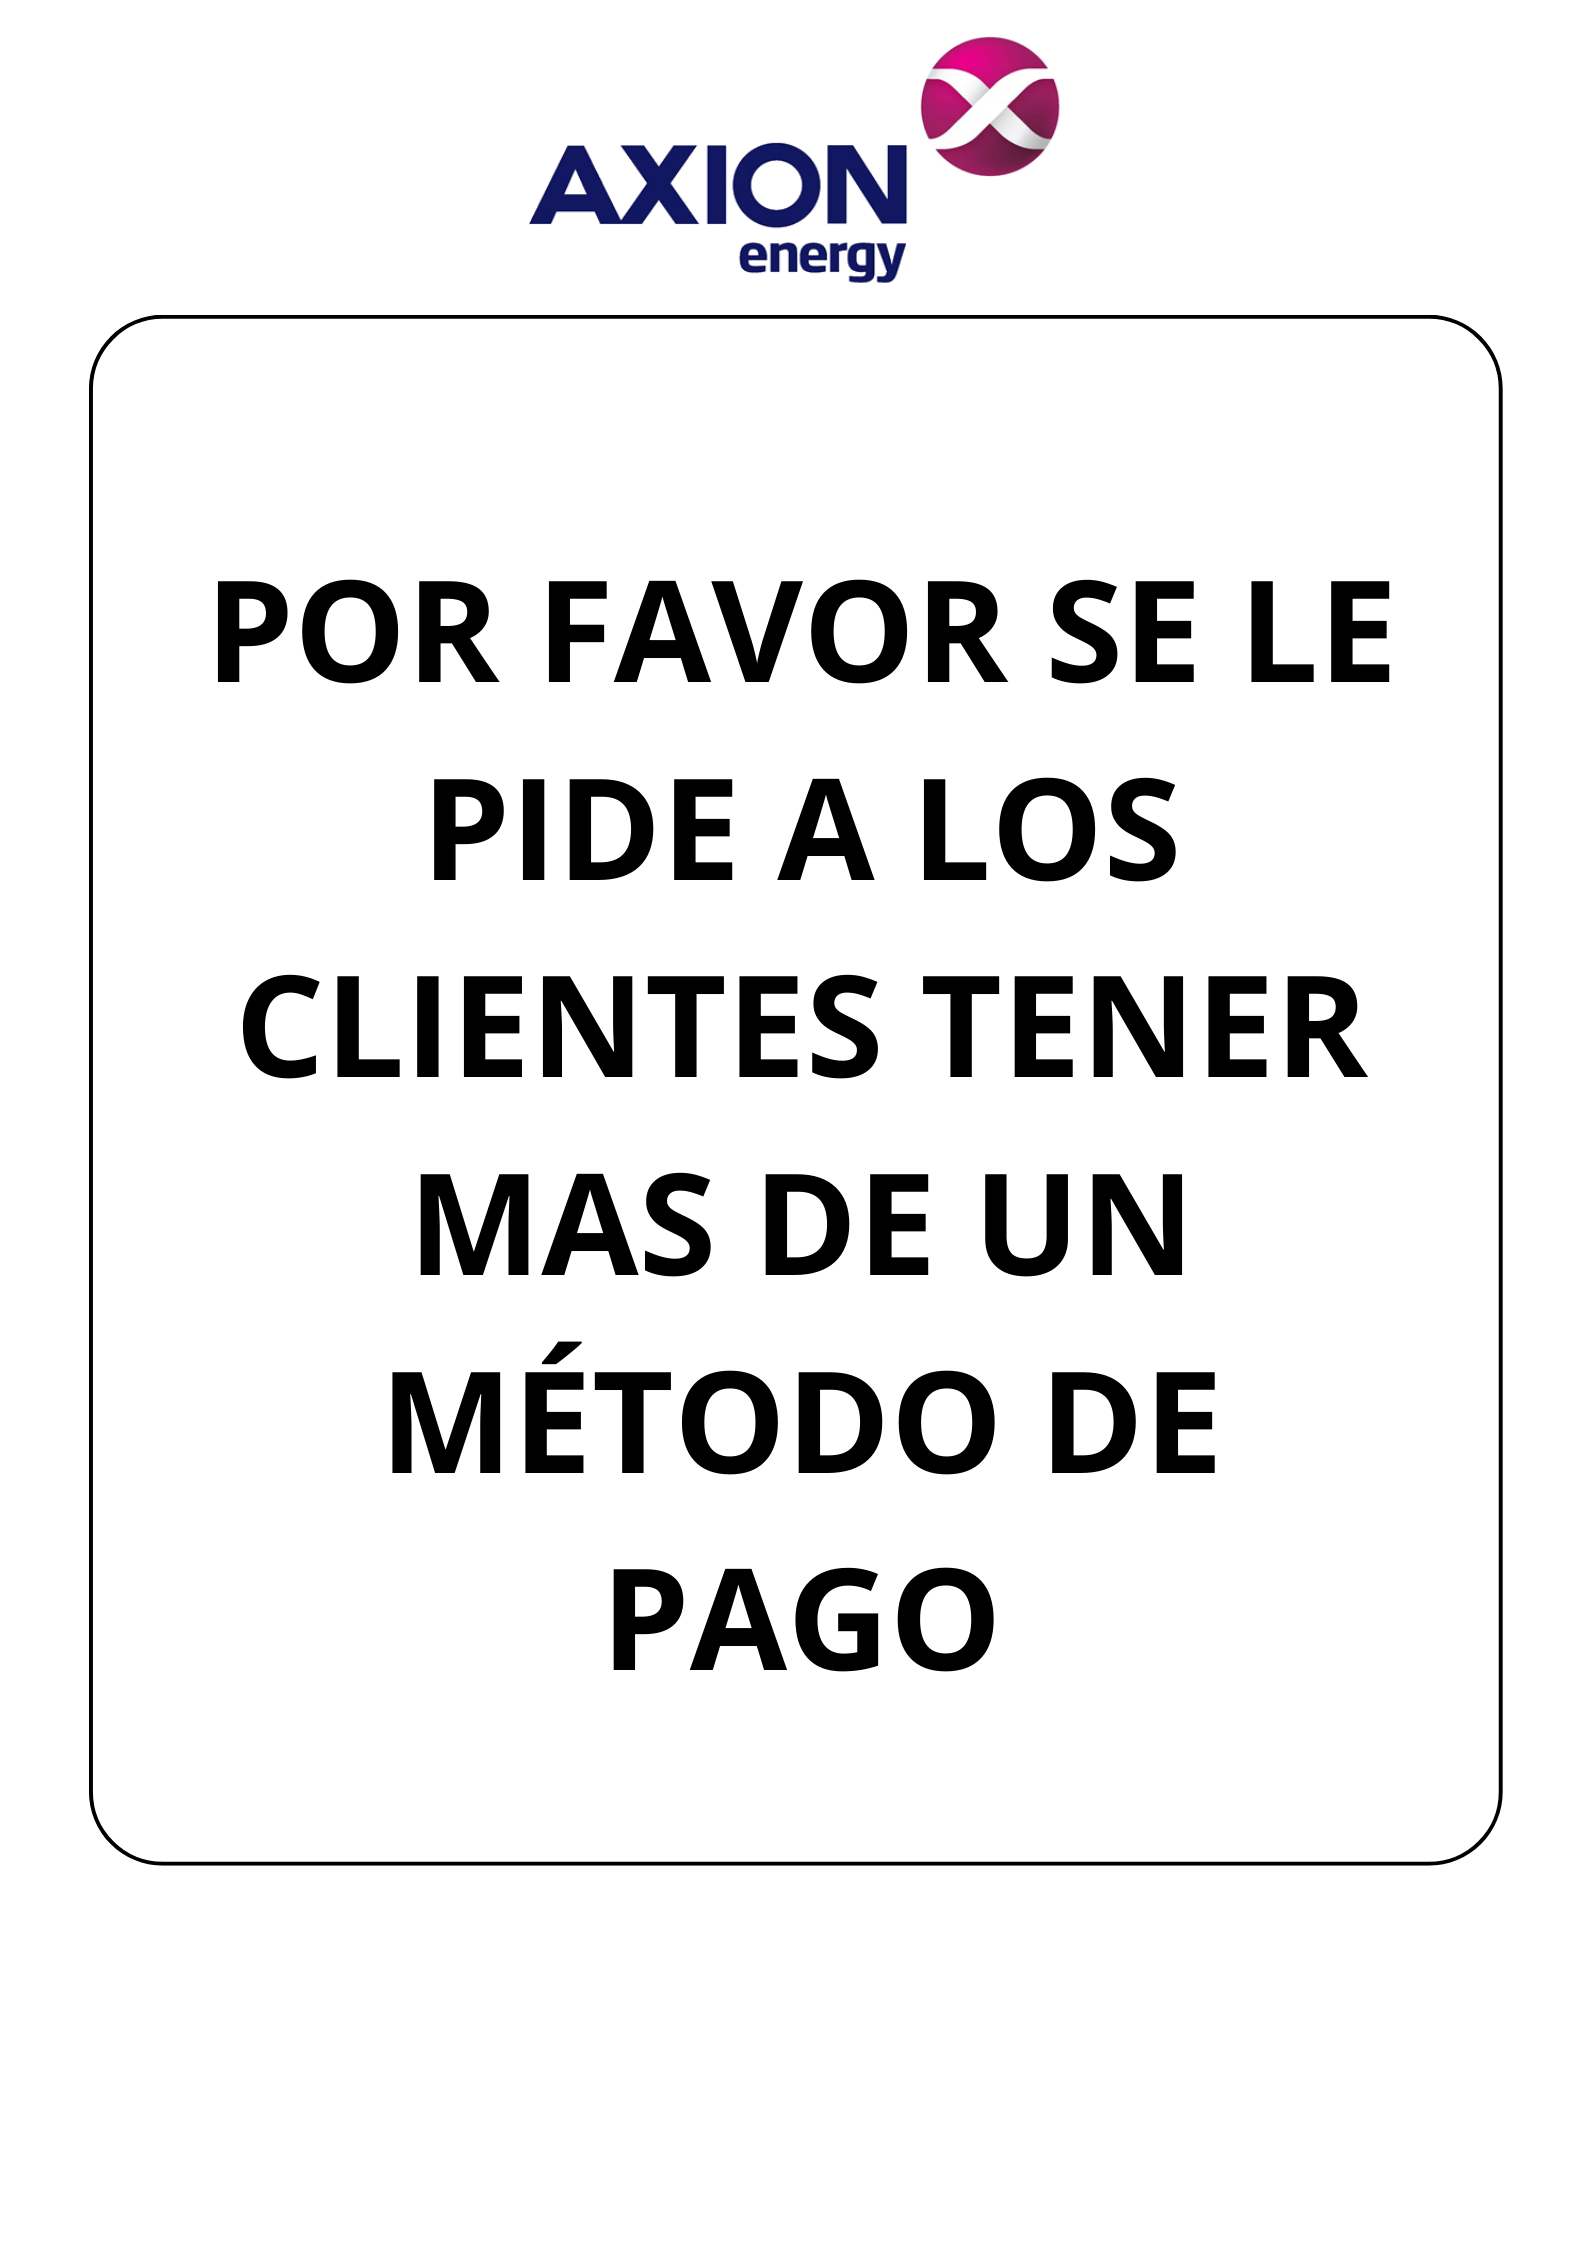 AXION
energy
POR FAVOR SE LE
PIDE A LOS
CLIENTES TENER
MAS DE UN
MÉTODO DE
PAGO